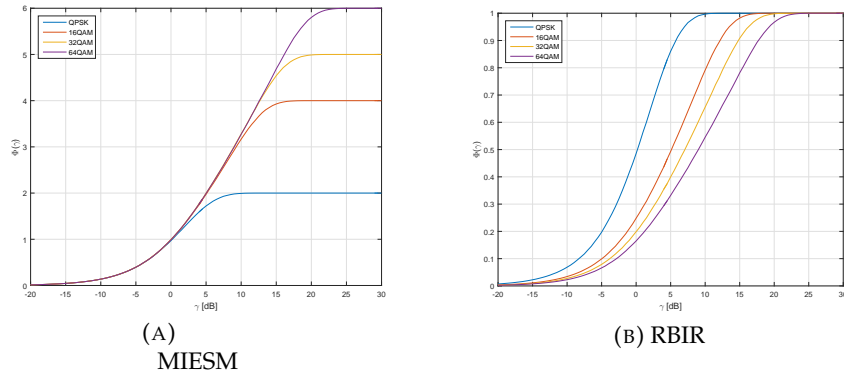 6
5
4
3
2
1
0
Φ(γ)
QPSK
16QAM
32QAM
64QAM
-20 -15 -10 -5 0 5 10 15 20 25 30
γ [dB]
(A)
MIESM
1
0.9
0.8
0.7
0.6
0.5
0.4
0.3
0.2
0.1
0
Φ(γ)
QPSK
16QAM
32QAM
64QAM
-20 -15 -10 -5 0 5 10 15 20 25 30
γ [dB]
(B) RBIR